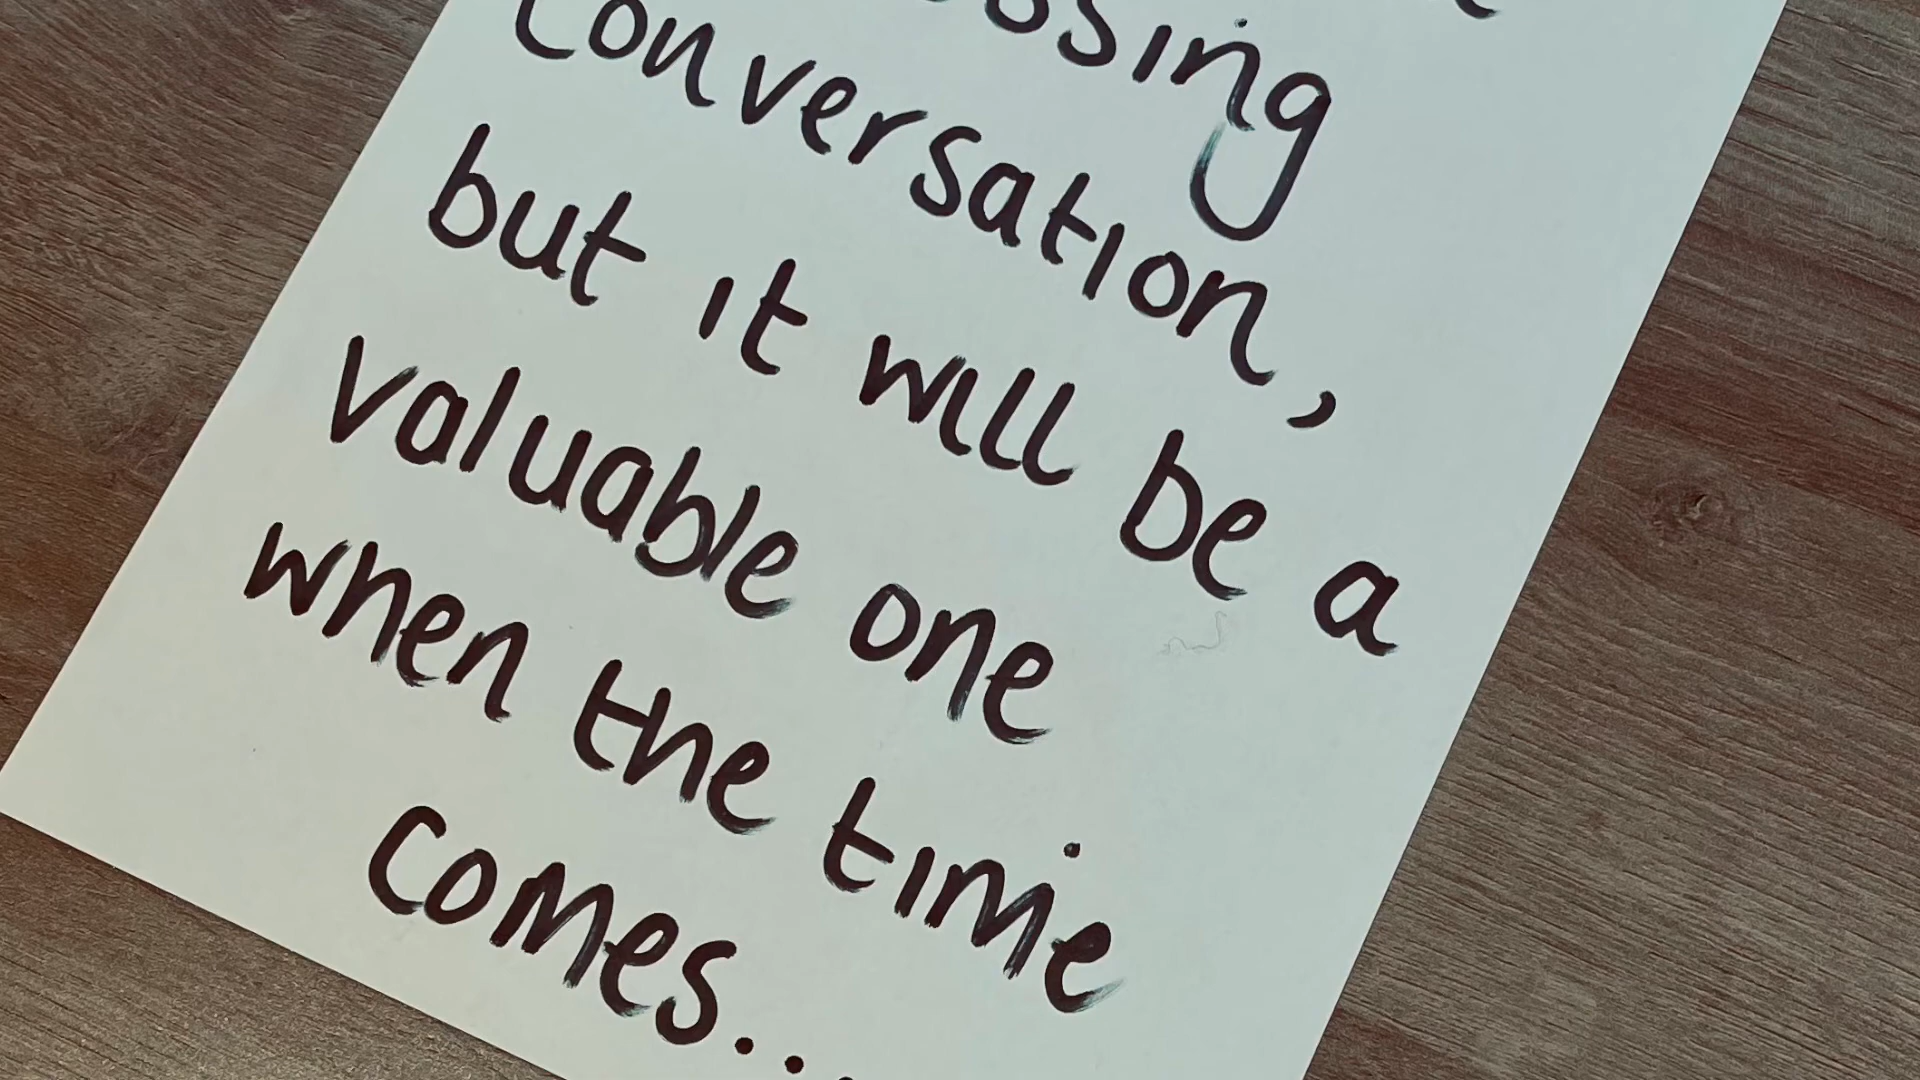 conversation,
but it will be a
valuable one
when the time
comes...